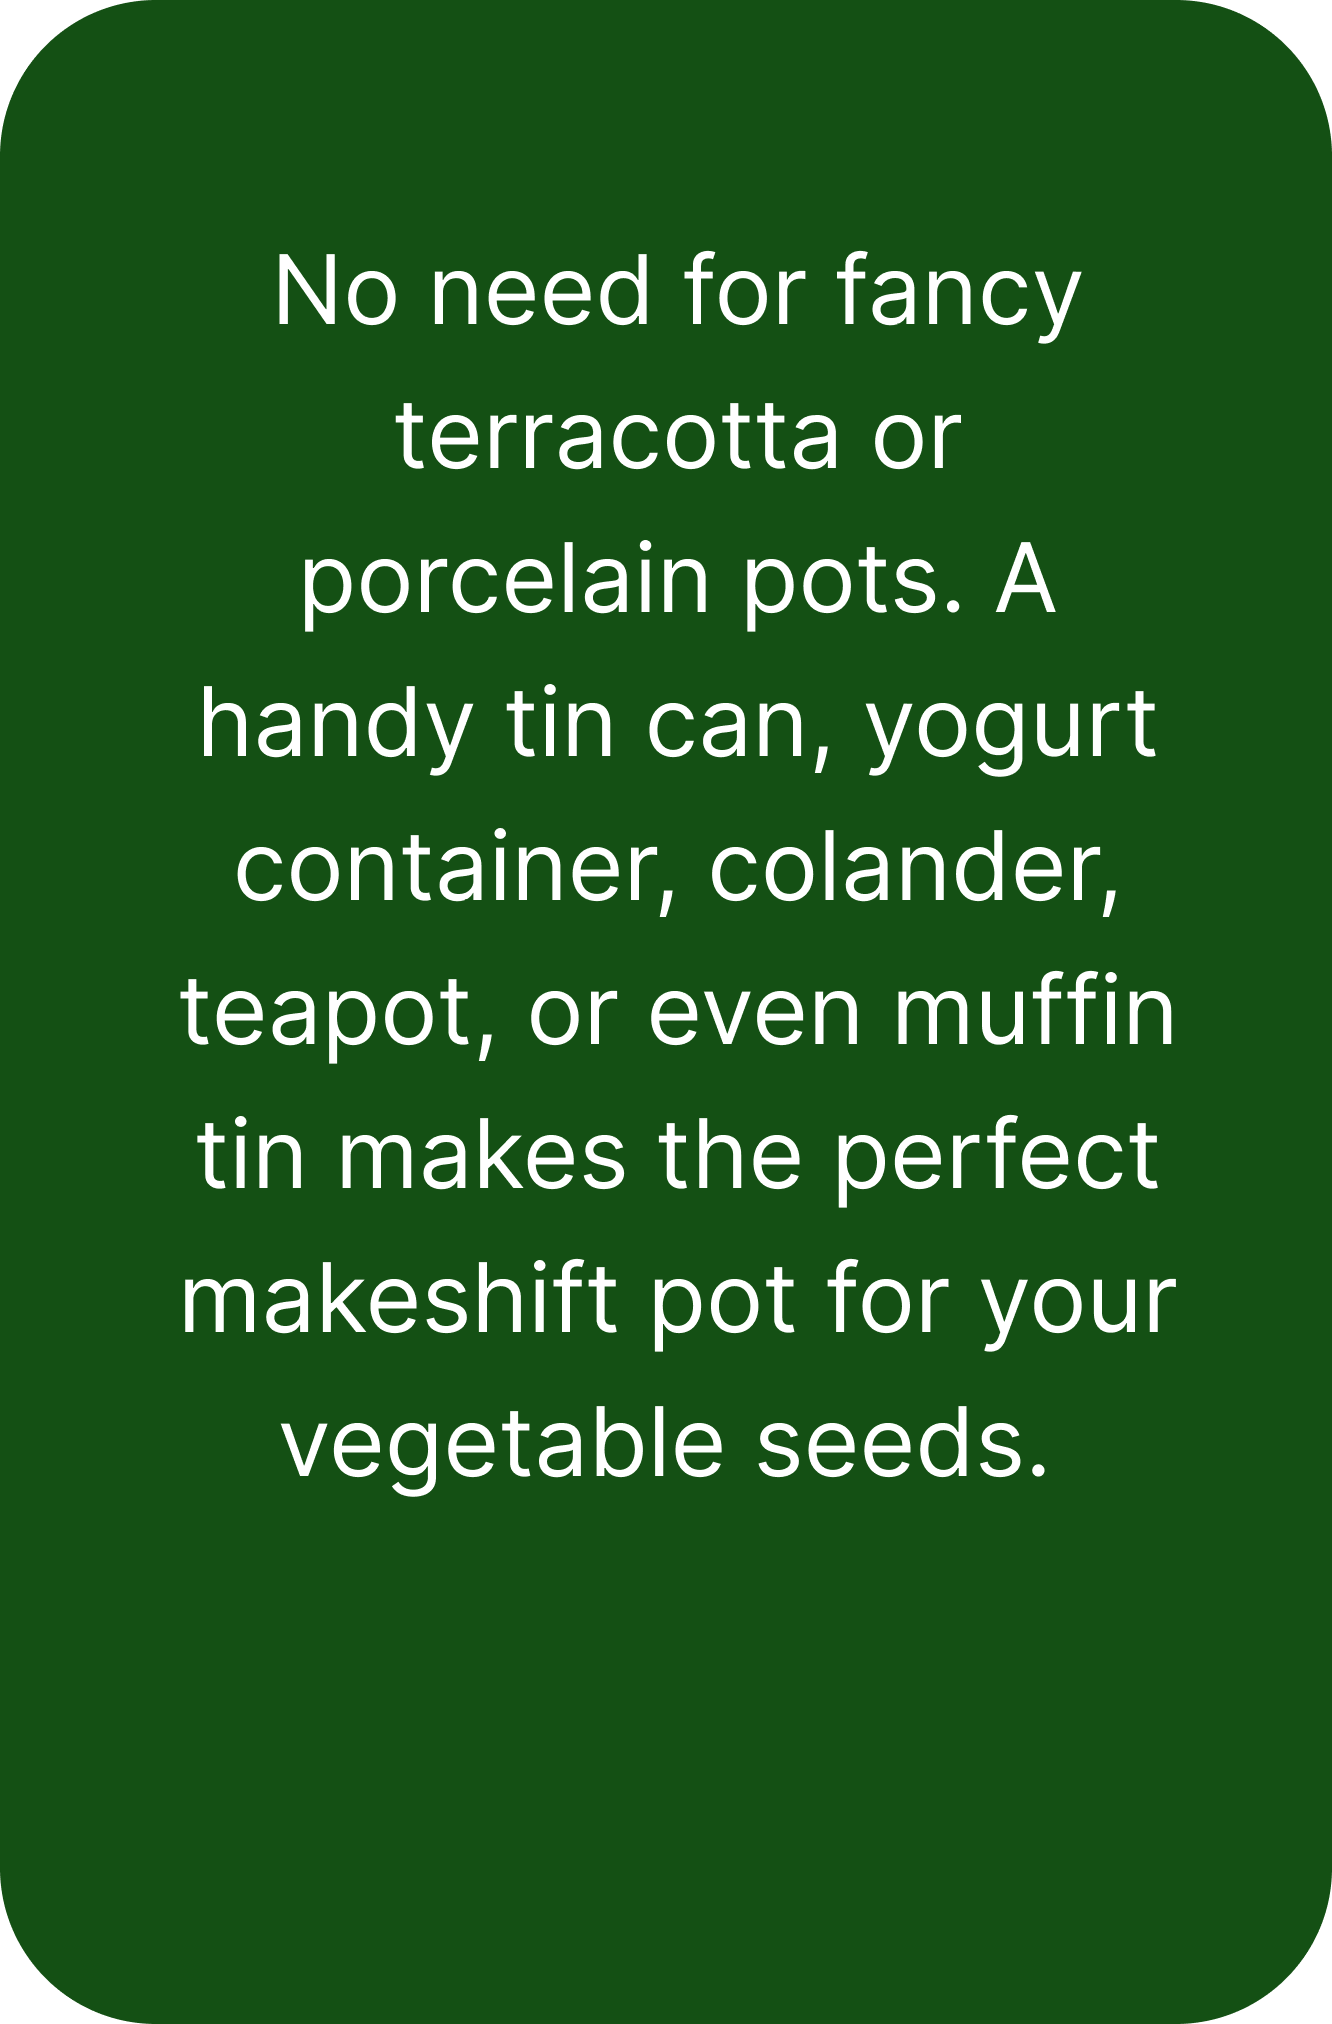 No need for fancy
terracotta or
porcelain pots. A
handy tin can, yogurt
container, colander,
teapot, or even muffin
tin makes the perfect
makeshift pot for your
vegetable seeds.